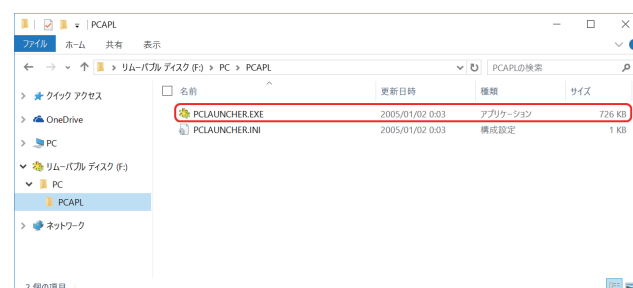 PCAPL
ファイル ホーム 共有 表示
リムーバブル ディスク (F:) > PC > PCAPL PCAPLの検索
名前 更新日時 種類 サイズ
クイック アクセス
OneDrive
PC
リムーバブル ディスク (F:)
PC
PCAPL
ネットワーク
PCLAUNCHER.EXE 2005/01/02 0:03 アプリケーション 726 KB
PCLAUNCHER.INI 2005/01/02 0:03 構成設定 1 KB
2 個の項目